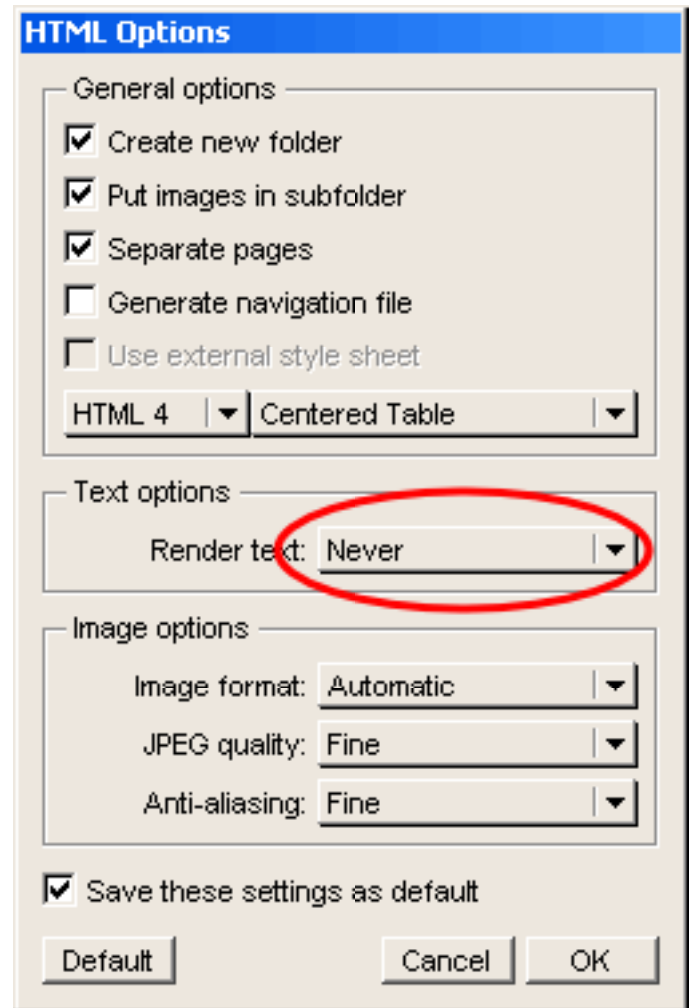 HTML Options
General options
Create new folder
Put images in subfolder
Separate pages
Generate navigation file
Use external style sheet
HTML 4 Centered Table
Text options
Render text: Never
Image options
Image format: Automatic
JPEG quality: Fine
Anti-aliasing: Fine
Save these settings as default
Default Cancel OK